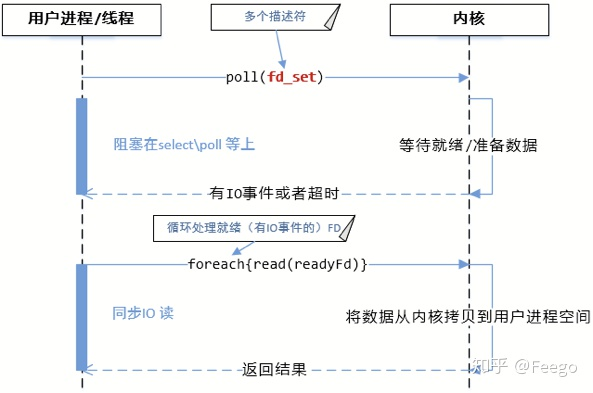 多个描述符
用户进程/线程
内核
poll(fd_set)
阻塞在select\poll 等上
等待就绪/准备数据
有IO事件或者超时
循环处理就绪（有IO事件的）FD
foreach{read(readyFd)}
同步IO 读
将数据从内核拷贝到用户进程空间
返回结果
知乎 @Feego